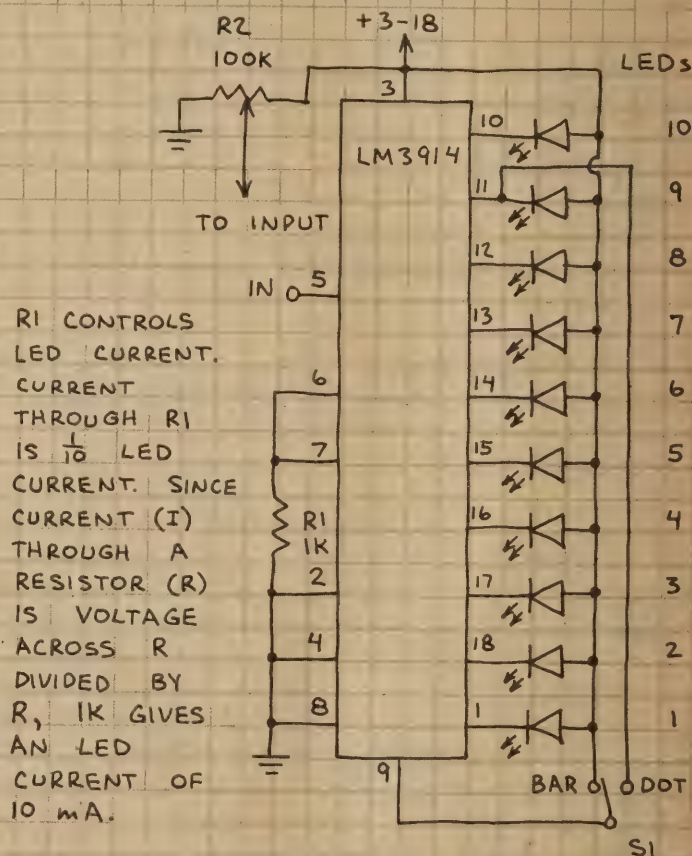 R2
100K
+3-18
LEDs
3
LM3914
10
10
11
9
TO INPUT
12
8
IN
5
13
7
R1 CONTROLS
LED CURRENT.
CURRENT
THROUGH R1
IS 1/10 LED
CURRENT. SINCE
CURRENT (I)
THROUGH A
RESISTOR (R)
IS VOLTAGE
ACROSS R
DIVIDED BY
R, 1K GIVES
AN LED
CURRENT OF
10 mA.
6
14
6
7
15
5
R1
1K
16
4
2
17
3
4
18
2
8
1
1
9
BAR
DOT
S1